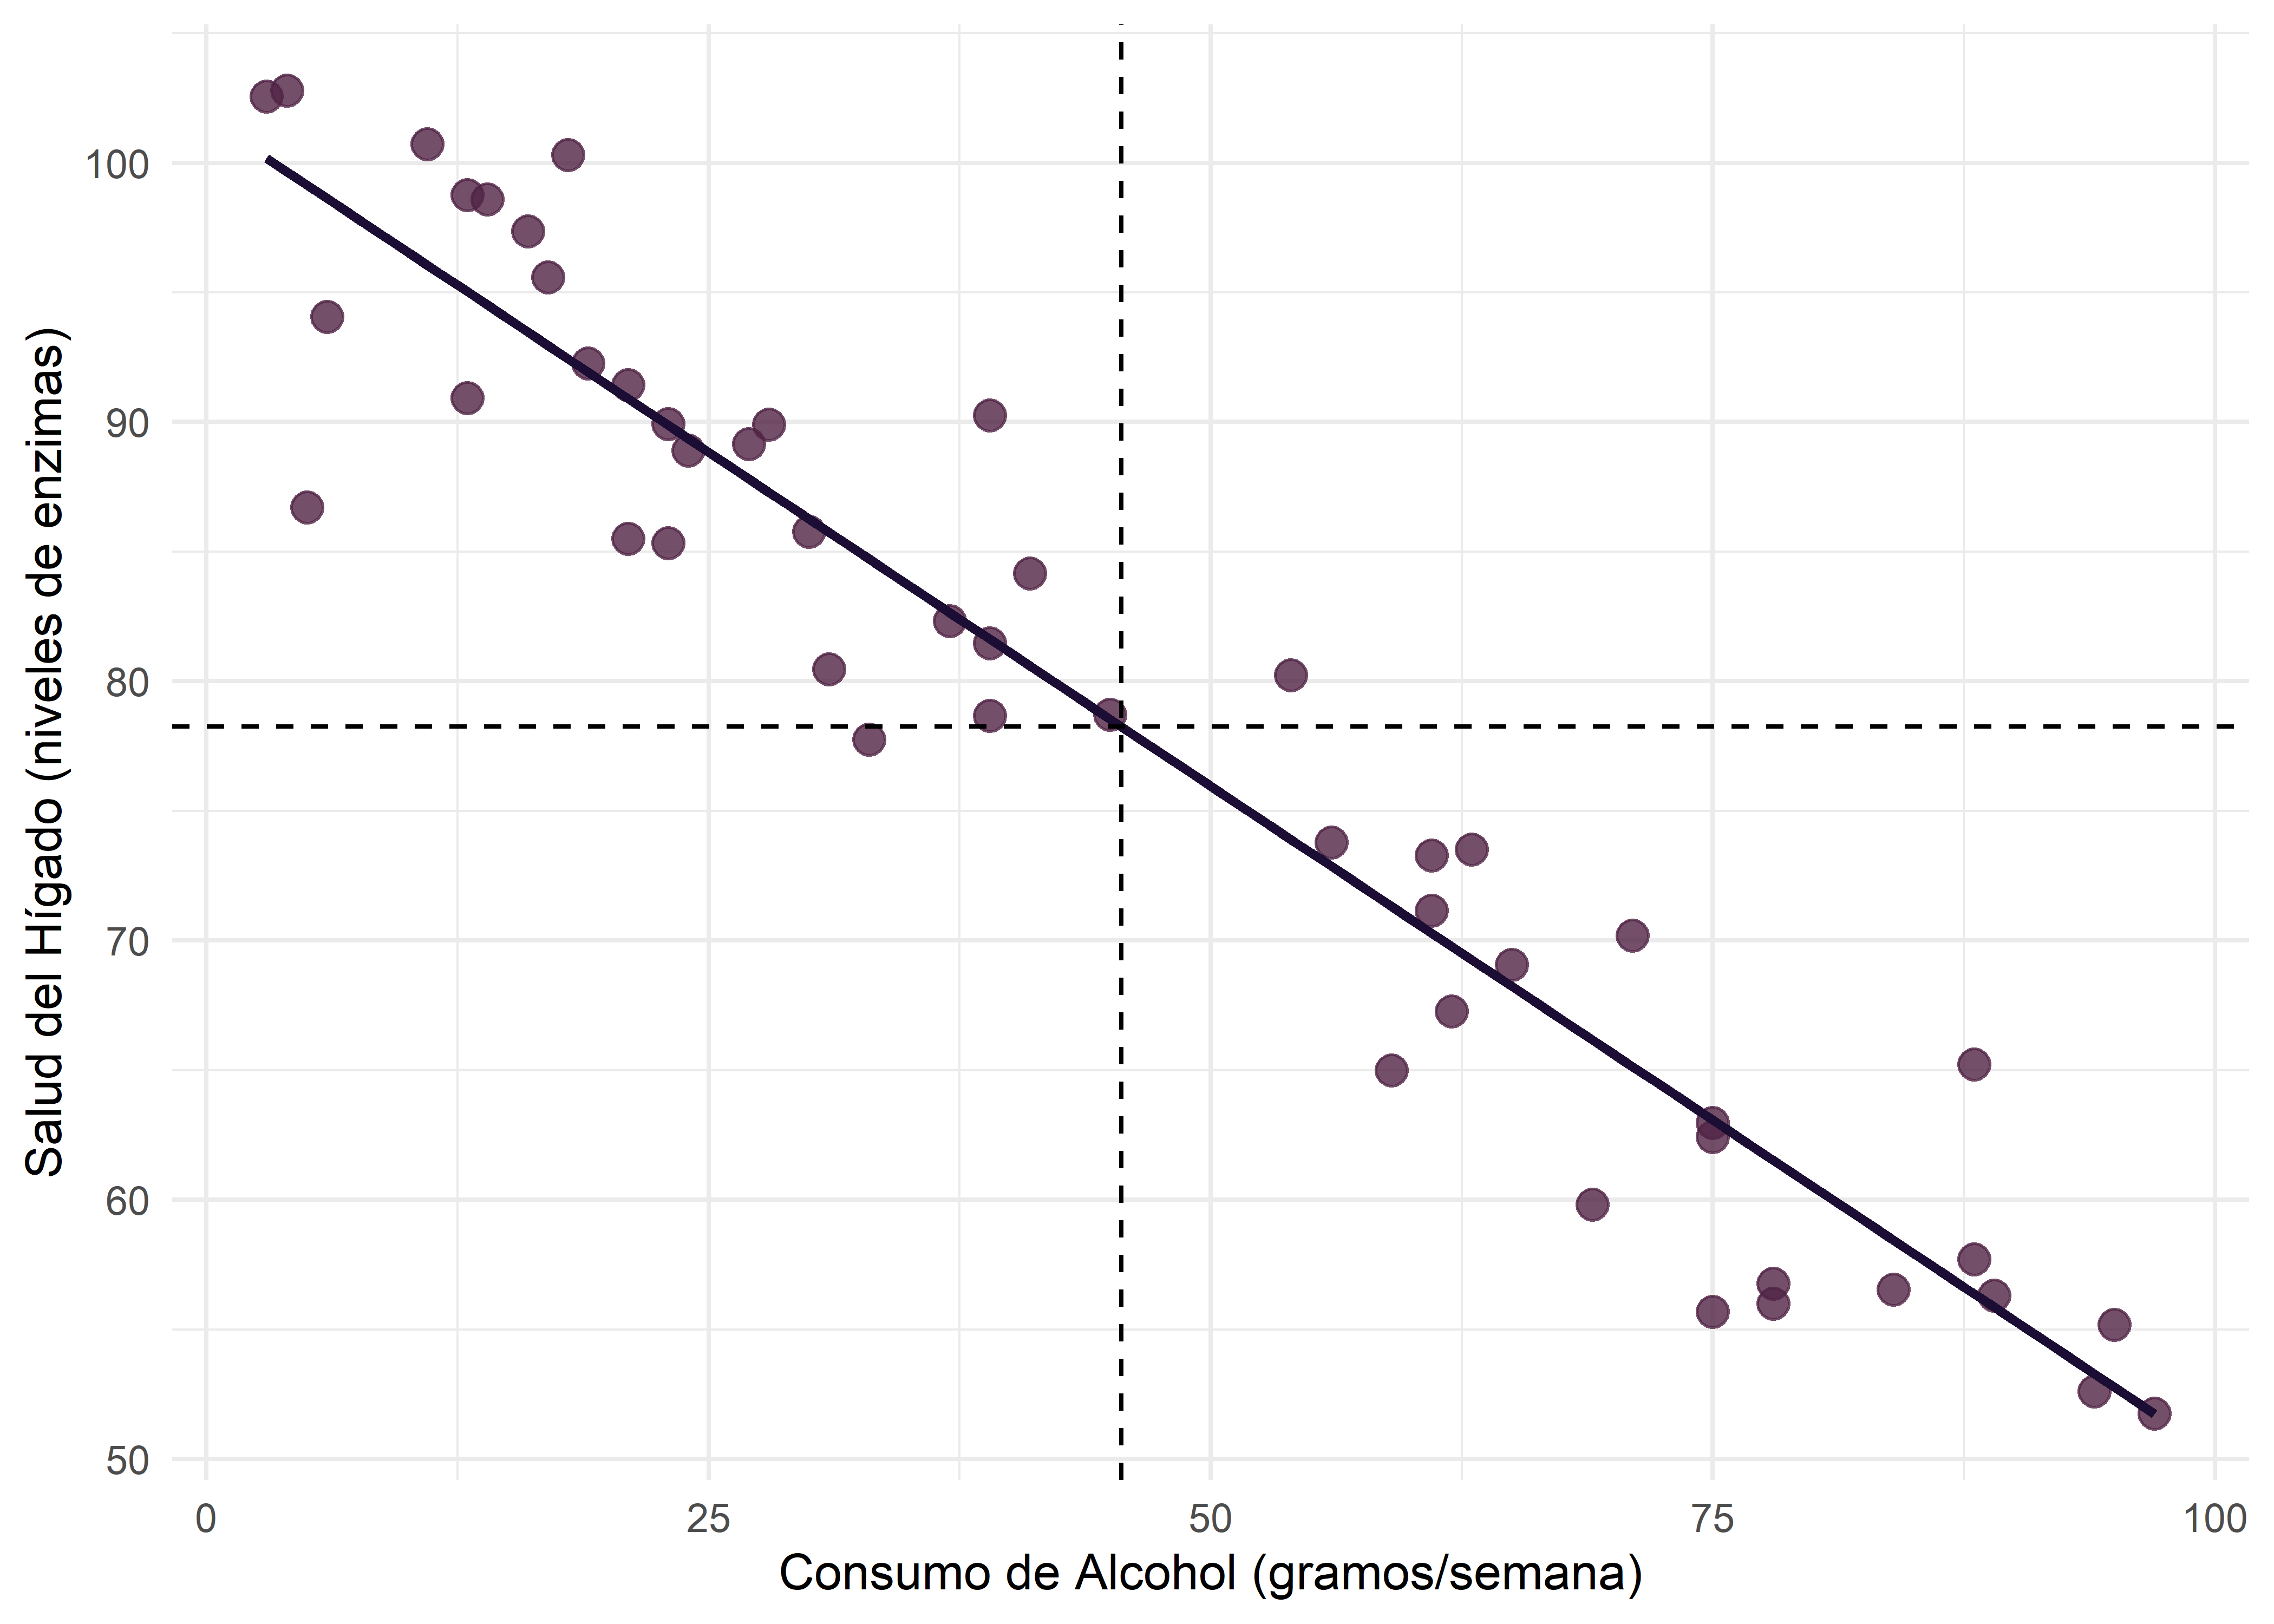 Salud del Hígado (niveles de enzimas)
100
90
80
70
60
50
0 25 50 75 100
Consumo de Alcohol (gramos/semana)